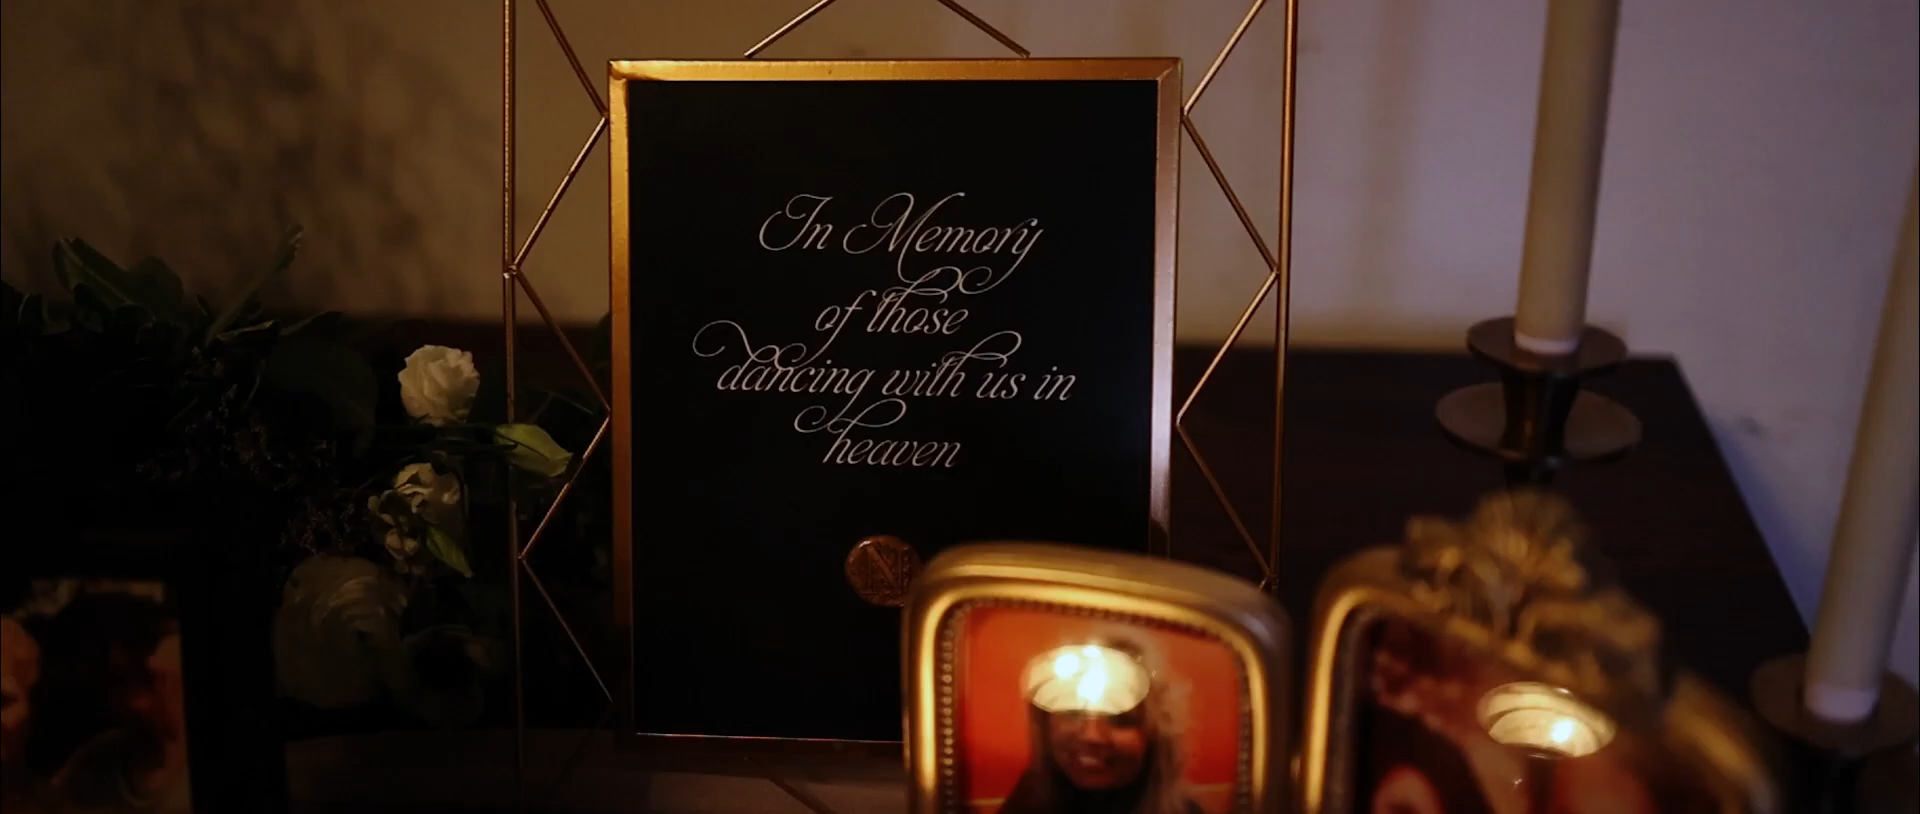 In Memory
of those
dancing with us in
heaven
N